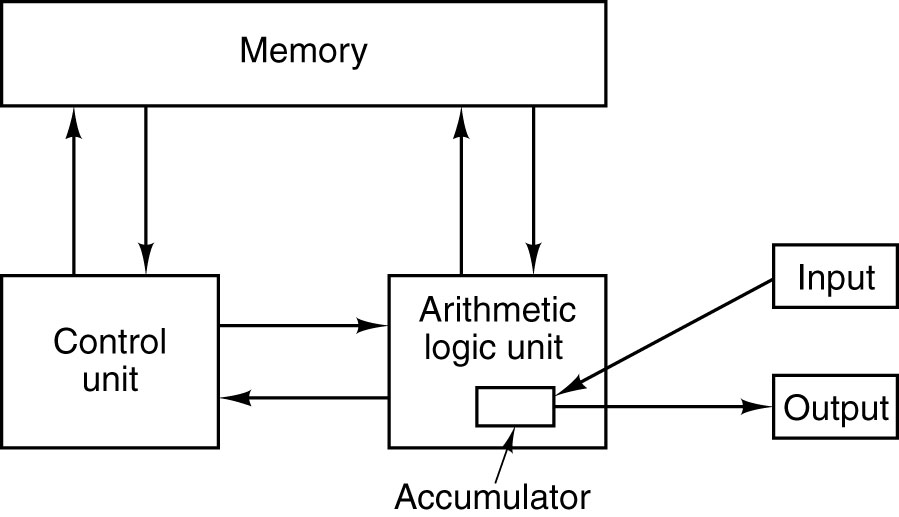 Memory
Control
unit
Arithmetic
logic unit
Input
Output
Accumulator